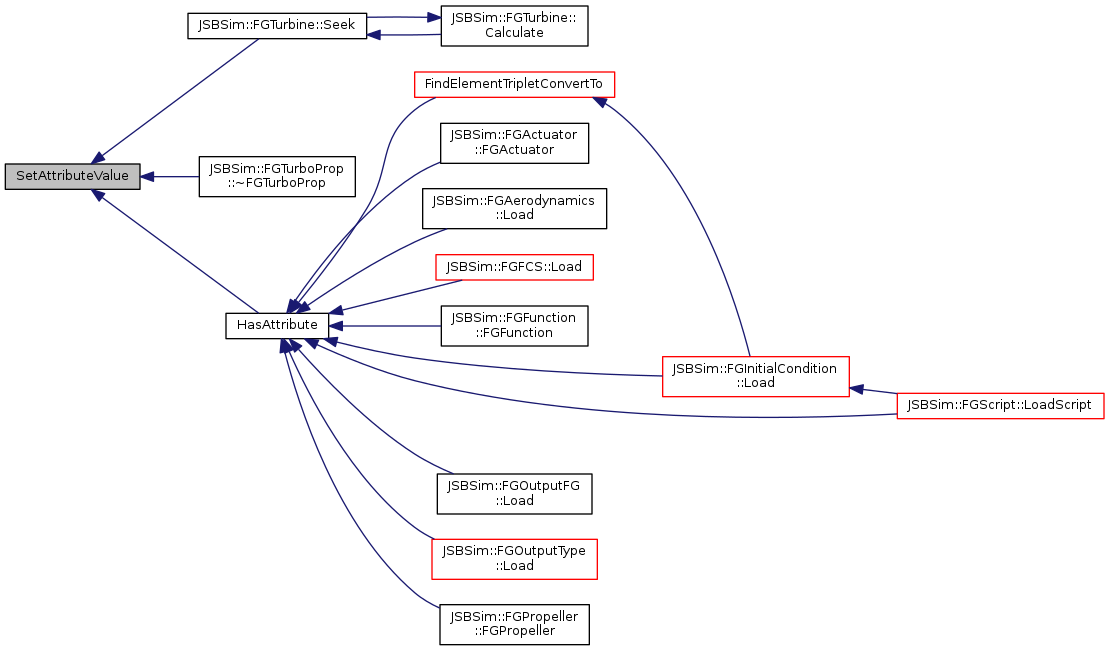 JSBSim::FGTurbine::Seek
JSBSim::FGTurbine::
Calculate
FindElementTripletConvertTo
JSBSim::FGActuator
::FGActuator
SetAttributeValue
JSBSim::FGTurboProp
::~FGTurboProp
JSBSim::FGAerodynamics
::Load
JSBSim::FGFCS::Load
HasAttribute
JSBSim::FGFunction
::FGFunction
JSBSim::FGInitialCondition
::Load
JSBSim::FGScript::LoadScript
JSBSim::FGOutputFG
::Load
JSBSim::FGOutputType
::Load
JSBSim::FGPropeller
::FGPropeller